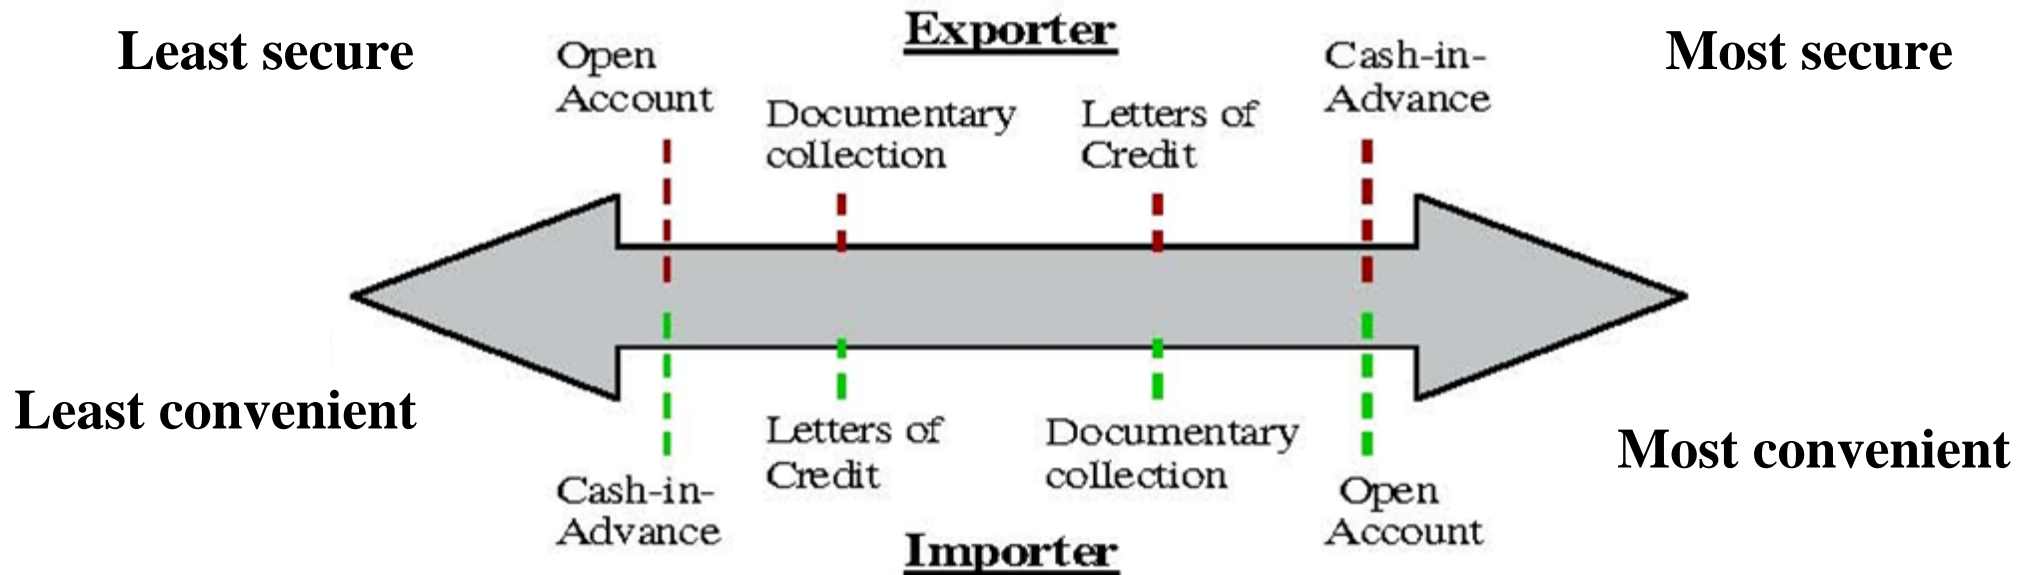 Exporter
Least secure
Open
Account
Documentary
collection
Letters of
Credit
Cash-in-
Advance
Most secure
Least convenient
Cash-in-
Advance
Letters of
Credit
Documentary
collection
Open
Account
Most convenient
Importer